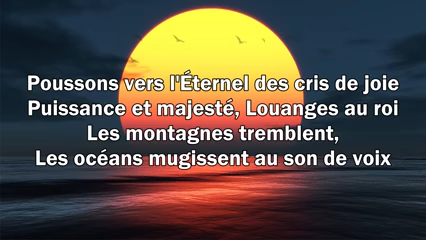 Poussons vers l'Éternel des cris de joie
Puissance et majesté, Louanges au roi
Les montagnes tremblent,
Les océans mugissent au son de voix